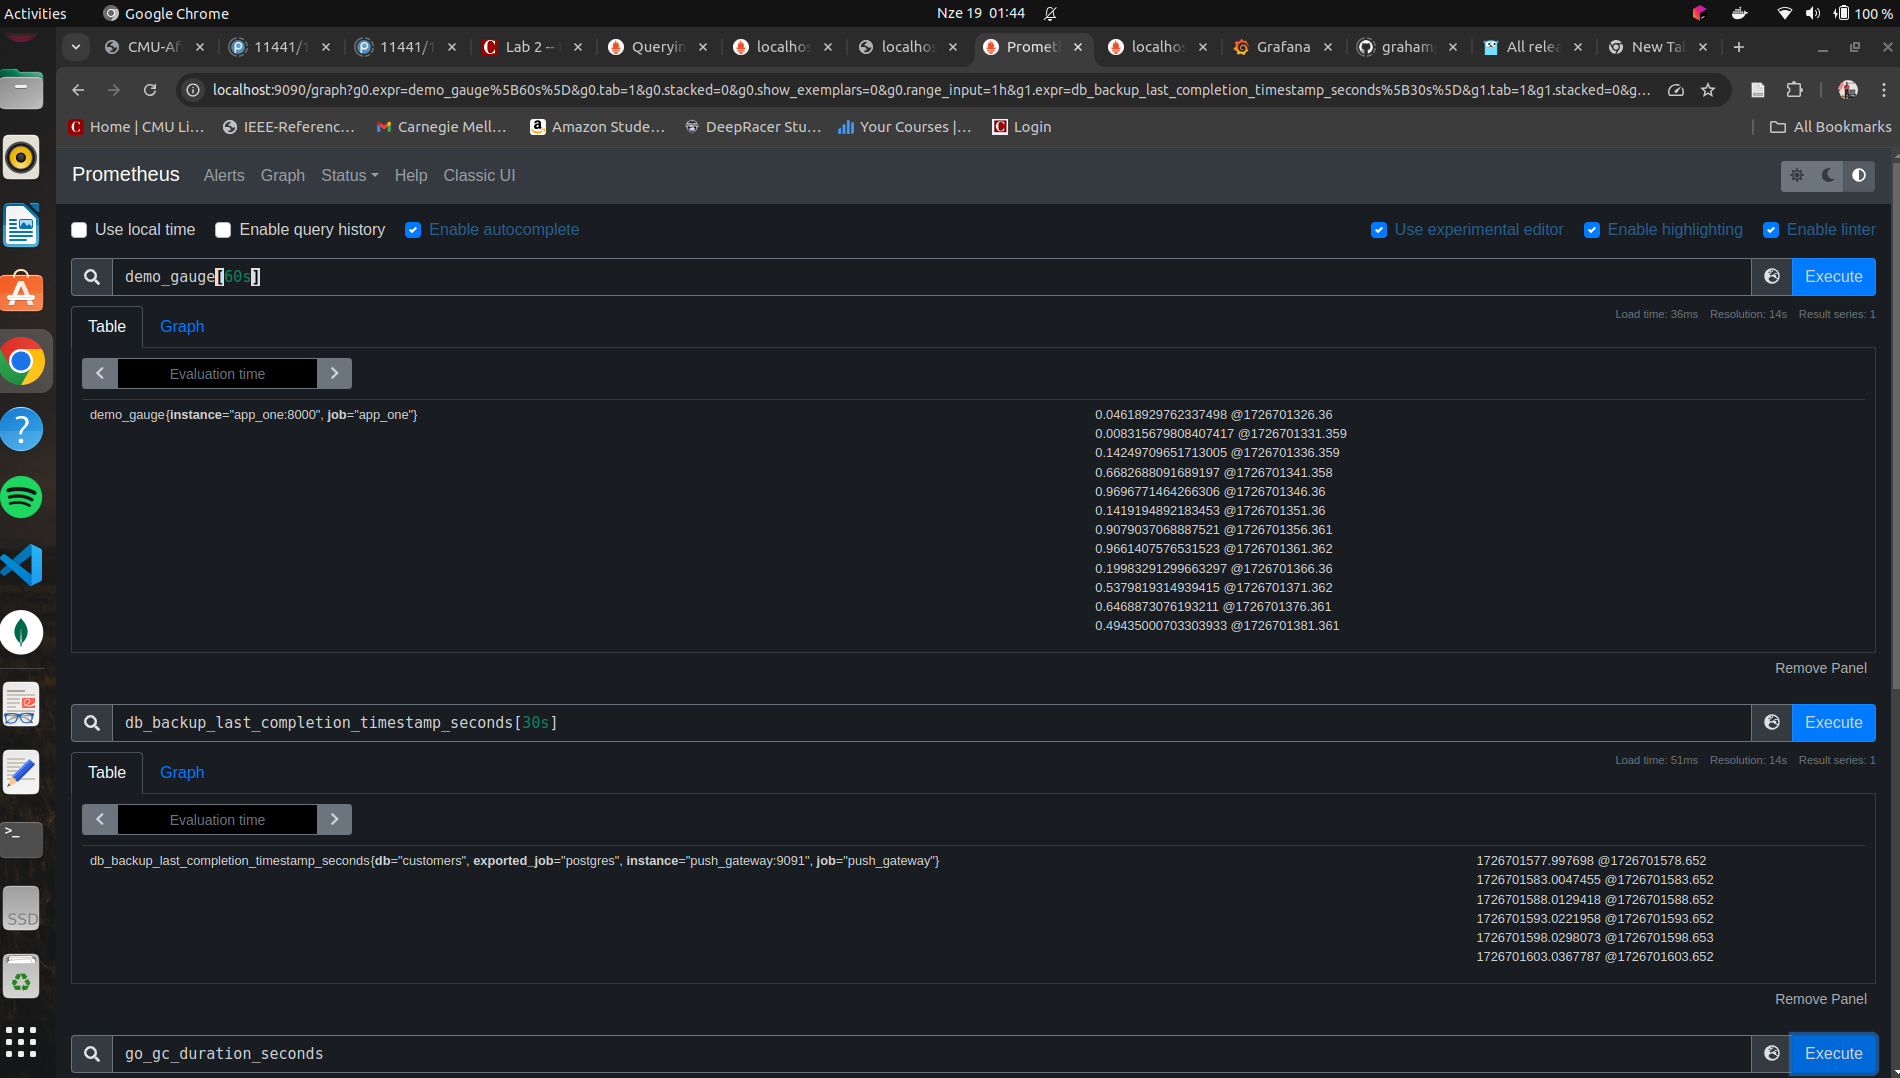 Activities
Google Chrome
Nze 19 01:44
100 %
CMU-Af
11441/1
11441/1
Lab 2 –
Queryin
localhos
localhos
Prometh
localhos
Grafana
graham
All relea
New Tab
localhost:9090/graph?g0.expr=demo_gauge%5B60s%5D&g0.tab=1&g0.stacked=0&g0.show_exemplars=0&g0.range_input=1h&g1.expr=db_backup_last_completion_timestamp_seconds%5B30s%5D&g1.tab=1&g1.stacked=0&g...
Home | CMU Li...
IEEE-Referenc...
Carnegie Mell...
Amazon Stude...
DeepRacer Stu...
Your Courses |...
Login
All Bookmarks
Prometheus
Alerts
Graph
Status
Help
Classic UI
Use local time
Enable query history
Enable autocomplete
Use experimental editor
Enable highlighting
Enable linter
demo_gauge[60s]
Execute
Table
Graph
Load time: 36ms Resolution: 14s Result series: 1
Evaluation time
demo_gauge{instance="app_one:8000", job="app_one"}
0.04618929762337498 @1726701326.36
0.008315679808407417 @1726701331.359
0.14249709651713005 @1726701336.359
0.6682688091689197 @1726701341.358
0.9696771464266306 @1726701346.36
0.1419194892183453 @1726701351.36
0.9079037068887521 @1726701356.361
0.9661407576531523 @1726701361.362
0.19983291299663297 @1726701366.36
0.5379819314939415 @1726701371.362
0.6468873076193211 @1726701376.361
0.49435000703303933 @1726701381.361
Remove Panel
db_backup_last_completion_timestamp_seconds[30s]
Execute
Table
Graph
Load time: 51ms Resolution: 14s Result series: 1
Evaluation time
db_backup_last_completion_timestamp_seconds{db="customers", exported_job="postgres", instance="push_gateway:9091", job="push_gateway"}
1726701577.997698 @1726701578.652
1726701583.0047455 @1726701583.652
1726701588.0129418 @1726701588.652
1726701593.0221958 @1726701593.652
1726701598.0298073 @1726701598.653
1726701603.0367787 @1726701603.652
Remove Panel
SSD
go_gc_duration_seconds
Execute